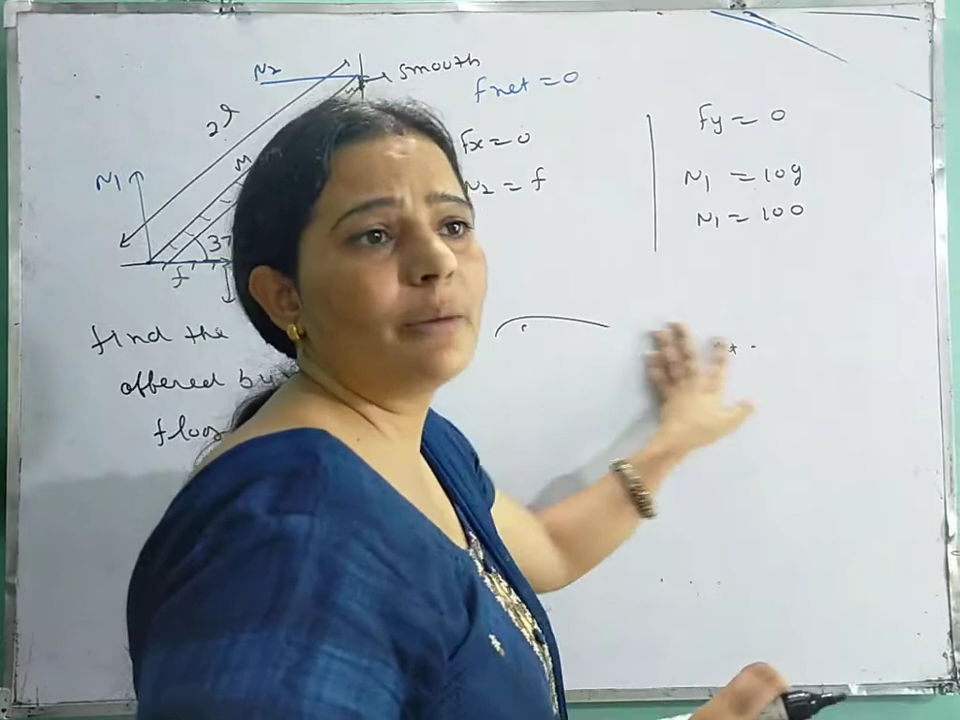 N2
smooth
fnet = 0
2l
M
N1
37
f
fx = 0
N2 = f
fy = 0
N1 = 10g
N1 = 100
find the
offered by
floo